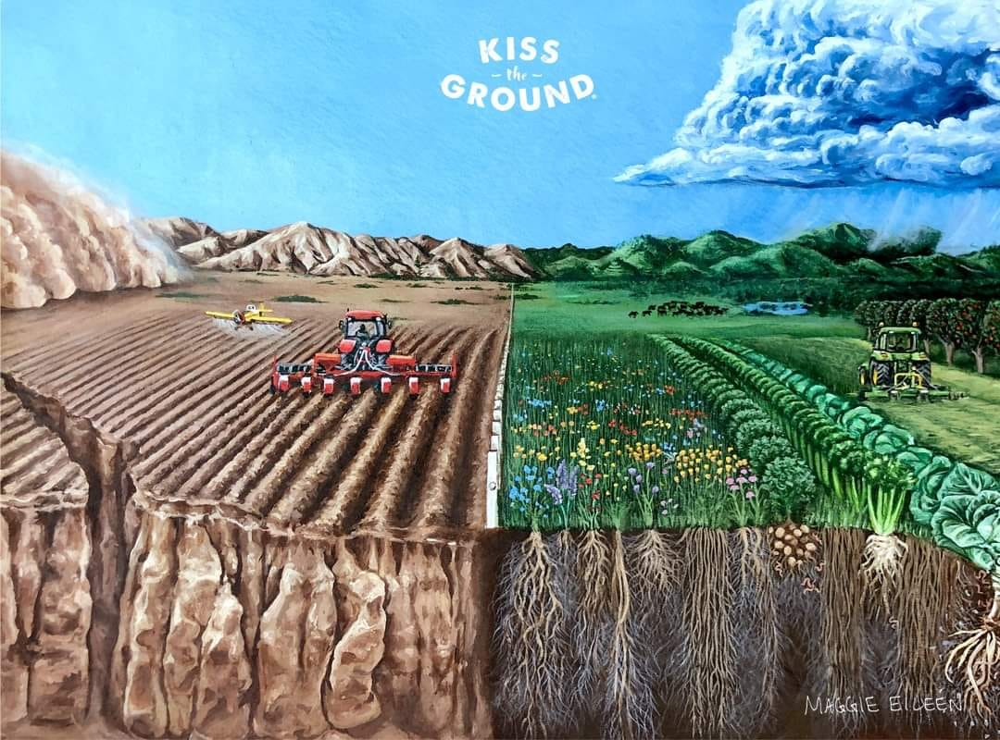 KISS
the
GROUND®
MAGGIE EILEEN